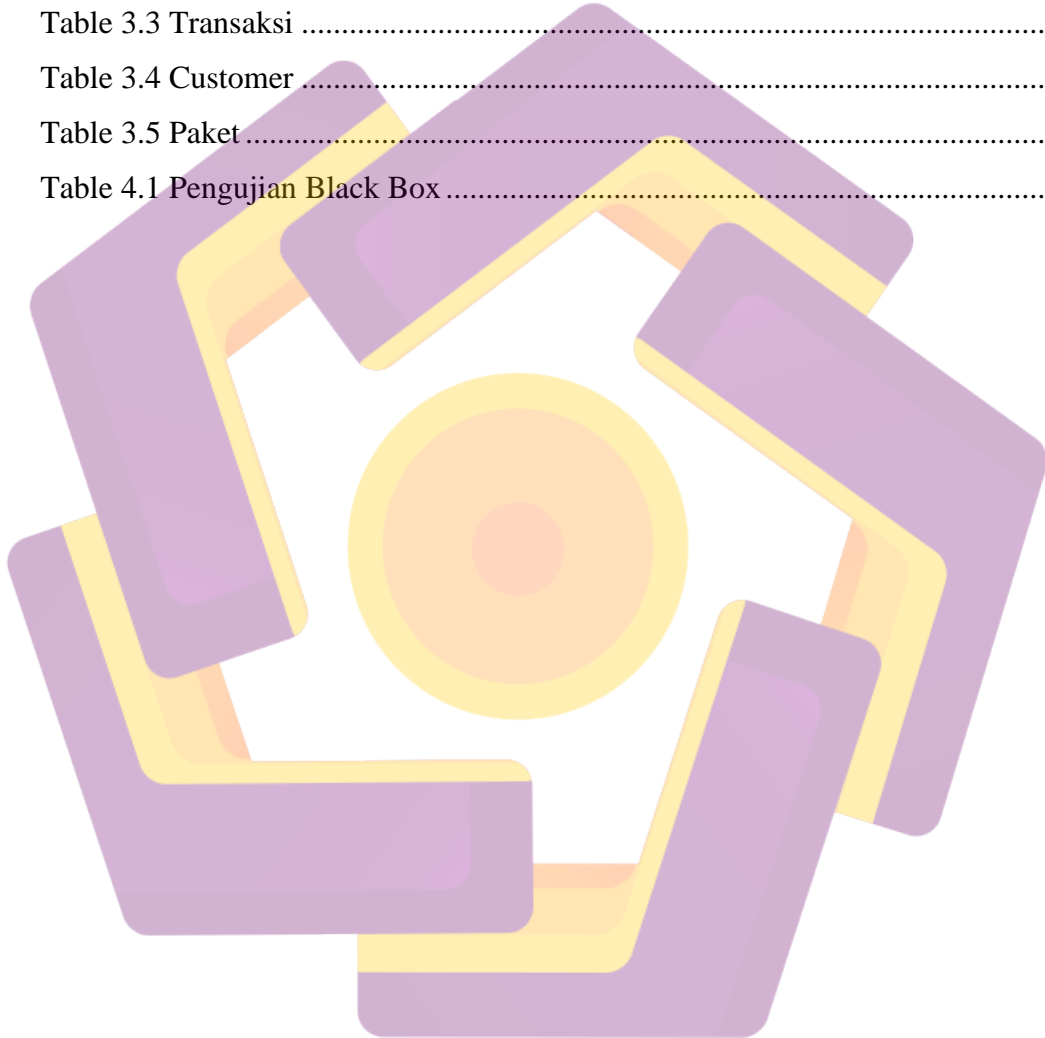 Table 3.3 Transaksi ........................................................................................................
Table 3.4 Customer ........................................................................................................
Table 3.5 Paket ...............................................................................................................
Table 4.1 Pengujian Black Box ......................................................................................